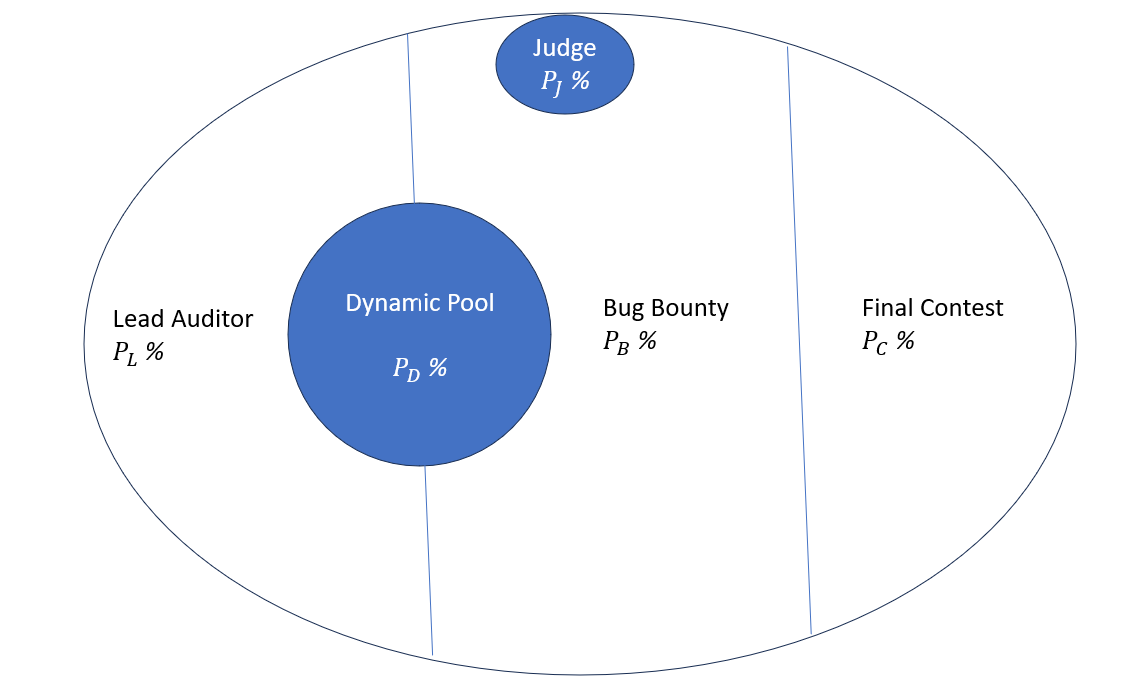 Judge
P_J %
Dynamic Pool
P_D %
Lead Auditor
P_L %
Bug Bounty
P_B %
Final Contest
P_C %